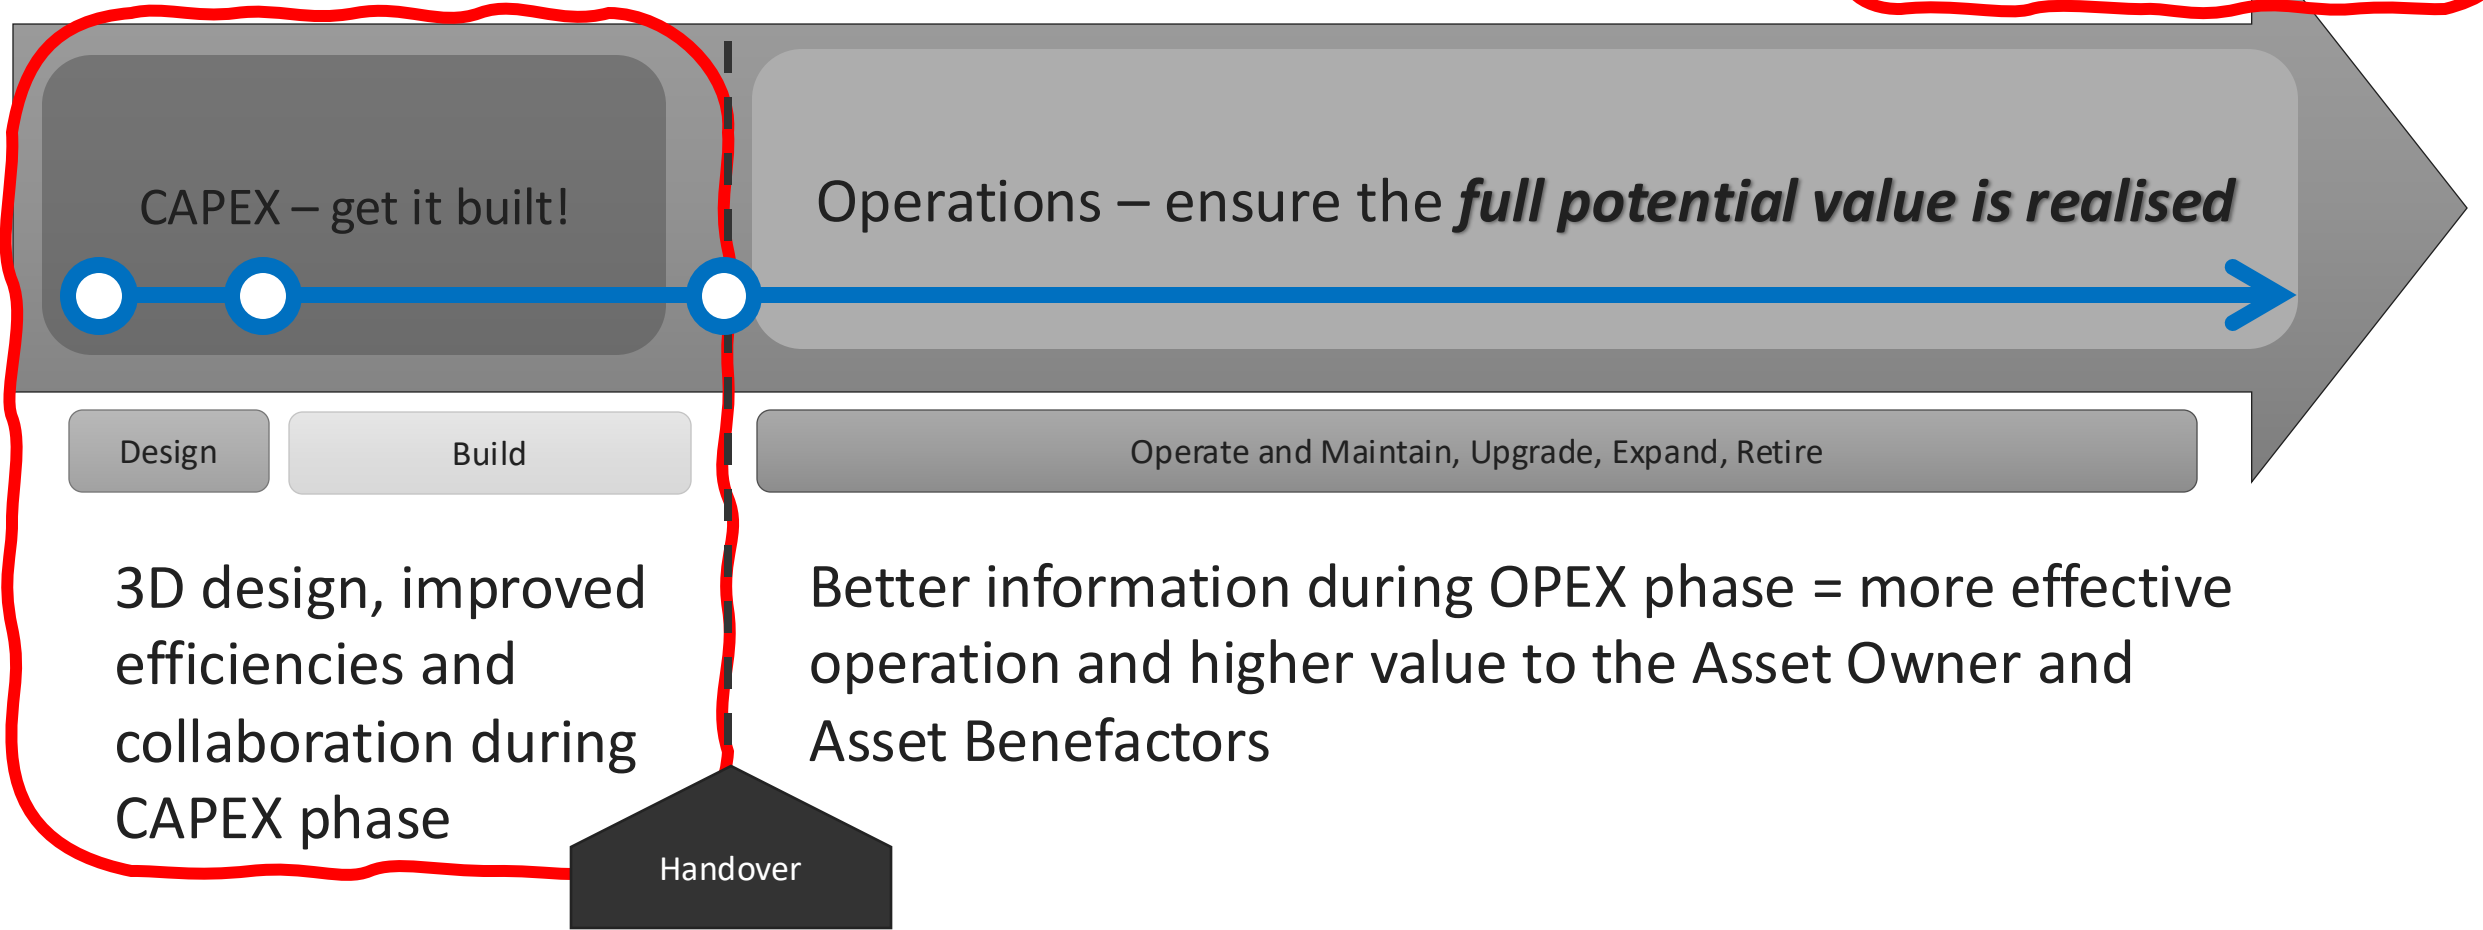 CAPEX – get it built!
Operations – ensure the full potential value is realised
Design
Build
Operate and Maintain, Upgrade, Expand, Retire
3D design, improved
efficiencies and
collaboration during
CAPEX phase
Better information during OPEX phase = more effective
operation and higher value to the Asset Owner and
Asset Benefactors
Handover